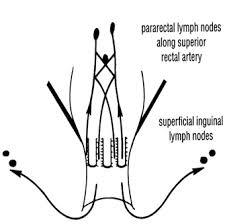 pararectal lymph nodes
along superior
rectal artery
superficial inguinal
lymph nodes